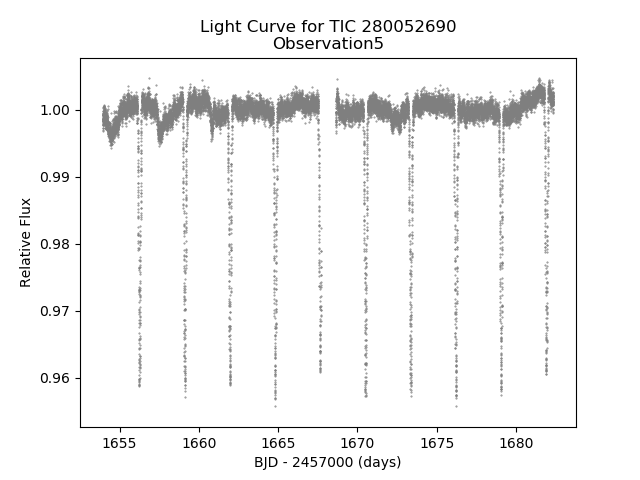 Light Curve for TIC 280052690
Observation5
Relative Flux
1.00
0.99
0.98
0.97
0.96
1655
1660
1665
1670
1675
1680
BJD - 2457000 (days)